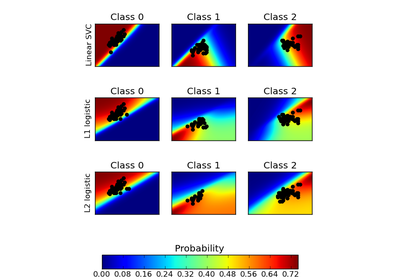 Class 0 Class 1 Class 2
Linear SVC
Class 0 Class 1 Class 2
L1 logistic
Class 0 Class 1 Class 2
L2 logistic
Probability
0.00 0.08 0.16 0.24 0.32 0.40 0.48 0.56 0.64 0.72